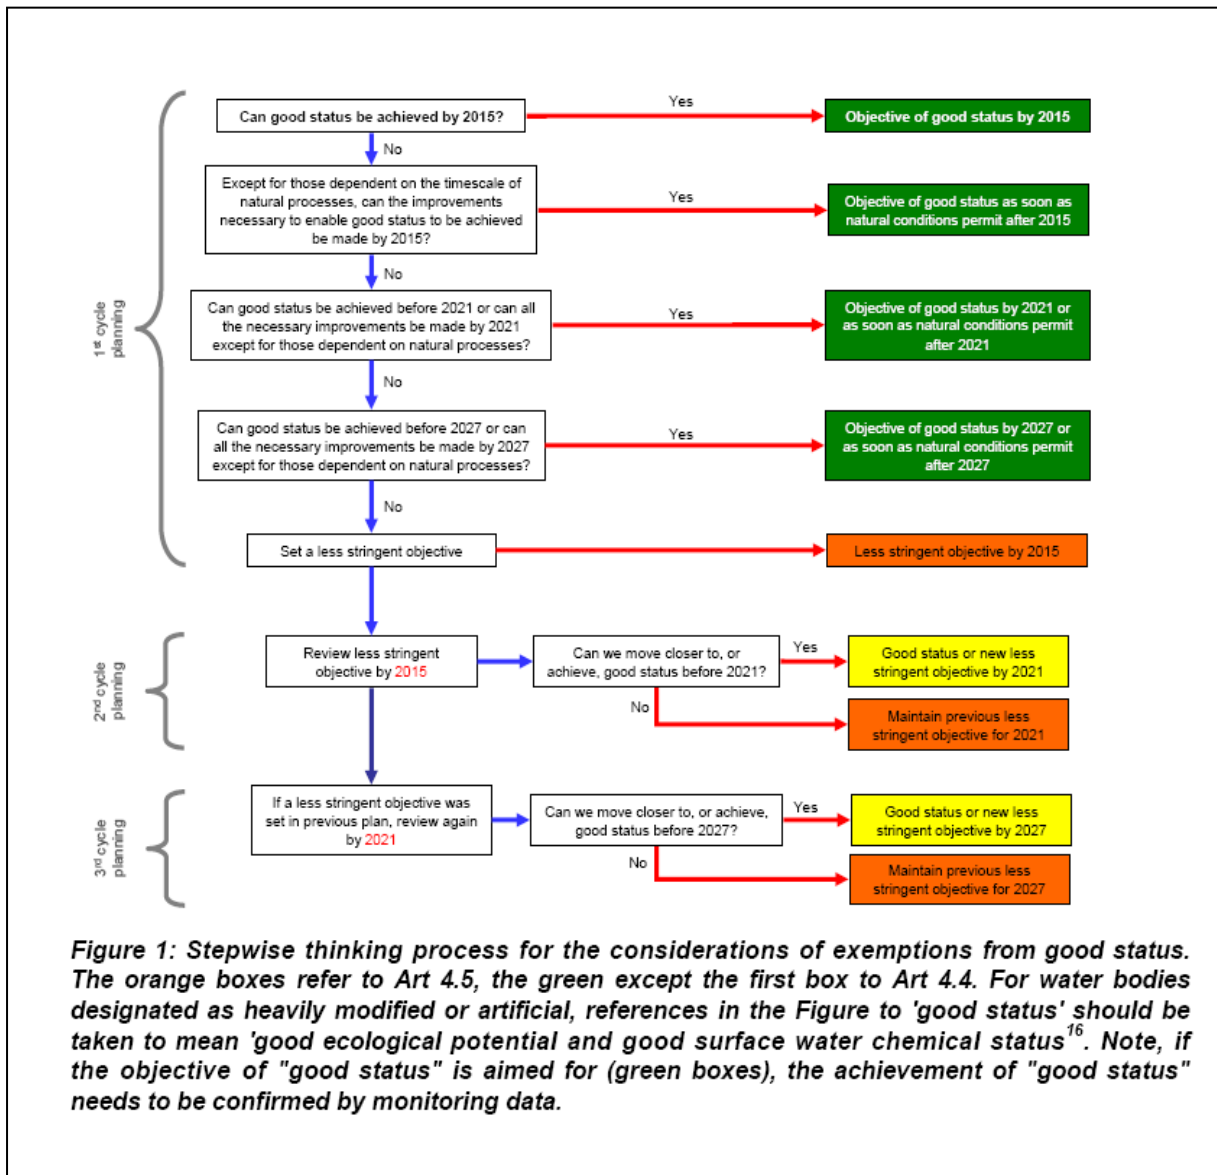 Can good status be achieved by 2015?
Yes
Objective of good status by 2015
No
Except for those dependent on the timescale of
natural processes, can the improvements
necessary to enable good status to be achieved
be made by 2015?
Yes
Objective of good status as soon as
natural conditions permit after 2015
No
1st cycle
planning
Can good status be achieved before 2021 or can all
the necessary improvements be made by 2021
except for those dependent on natural processes?
Yes
Objective of good status by 2021 or
as soon as natural conditions permit
after 2021
No
Can good status be achieved before 2027 or can
all the necessary improvements be made by 2027
except for those dependent on natural processes?
Yes
Objective of good status by 2027 or
as soon as natural conditions permit
after 2027
No
Set a less stringent objective
Less stringent objective by 2015
2nd cycle
planning
Review less stringent
objective by 2015
Can we move closer to, or
achieve, good status before 2021?
Yes
Good status or new less
stringent objective by 2021
No
Maintain previous less
stringent objective for 2021
3rd cycle
planning
If a less stringent objective was
set in previous plan, review again
by 2021
Can we move closer to, or achieve,
good status before 2027?
Yes
Good status or new less
stringent objective by 2027
No
Maintain previous less
stringent objective for 2027
Figure 1: Stepwise thinking process for the considerations of exemptions from good status.
The orange boxes refer to Art 4.5, the green except the first box to Art 4.4. For water bodies
designated as heavily modified or artificial, references in the Figure to 'good status' should be
taken to mean 'good ecological potential and good surface water chemical status16. Note, if
the objective of "good status" is aimed for (green boxes), the achievement of "good status"
needs to be confirmed by monitoring data.